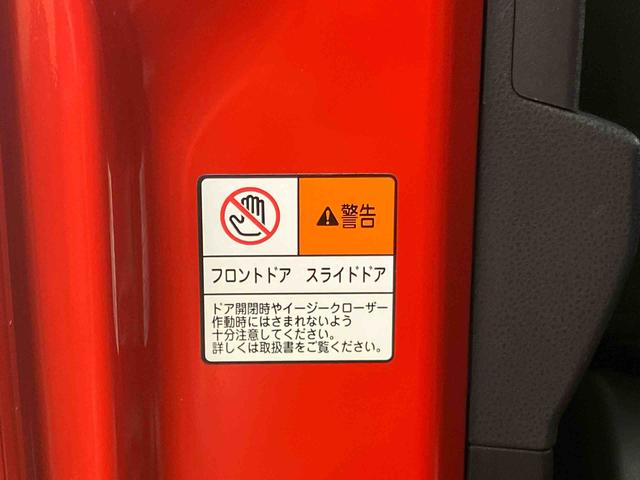 警告
フロントドア　スライドドア
ドア開閉時やイージークローザー
作動時にはさまれないよう
十分注意してください。
詳しくは取扱書をご覧ください。